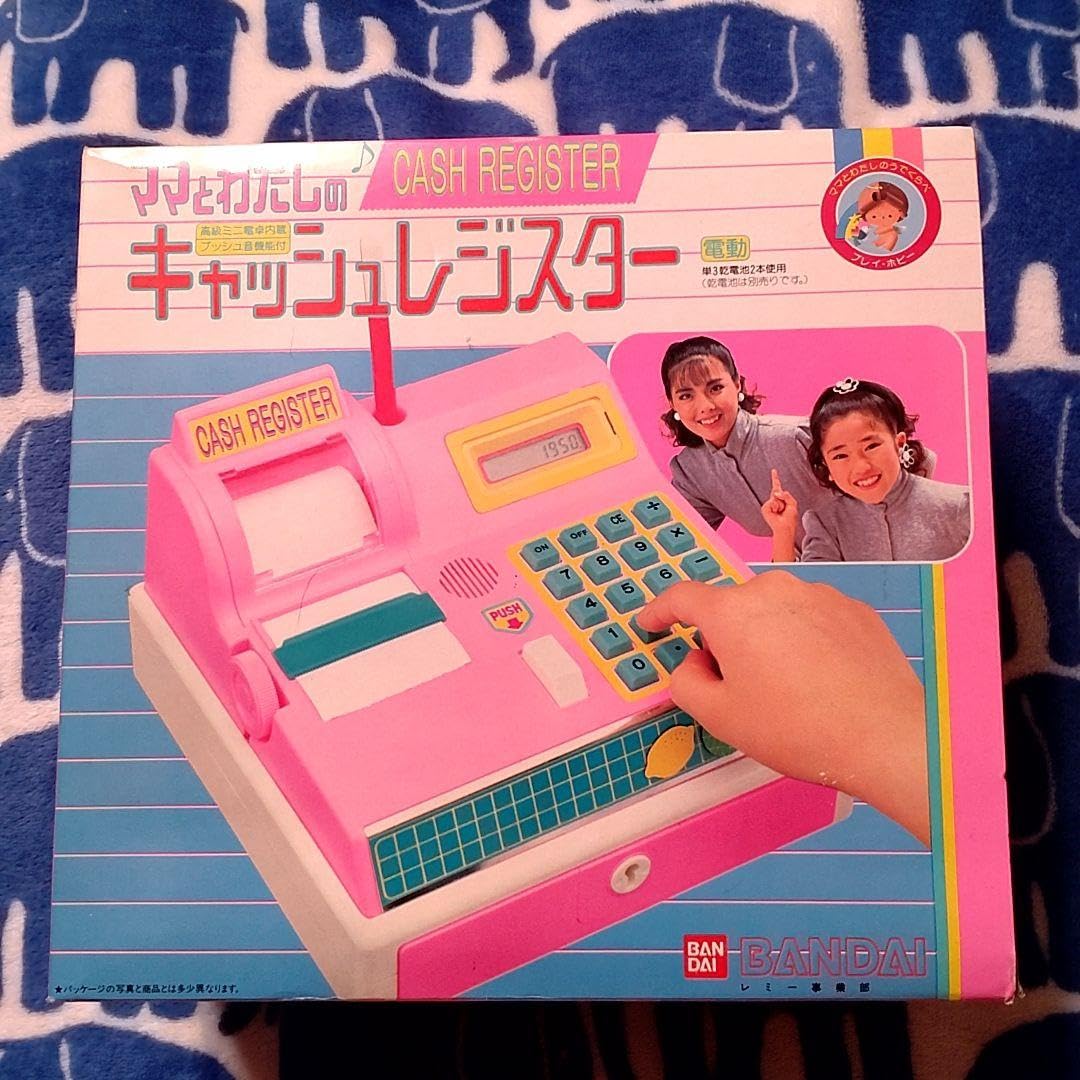 ママとわたしの♪
CASH REGISTER
高級ミニ電卓内蔵
プッシュ音機能付
キャッシュレジスター
電動
単3乾電池2本使用
(乾電池は別売りです。)
ママとわたしのうでくらべ
プレイ・ホビー
CASH REGISTER
1950.
ON OFF CE ÷
7 8 9 ×
4 5 6 −
1
0 .
PUSH
BAN
DAI
BANDAI
レミー事業部
★パッケージの写真と商品とは多少異なります。